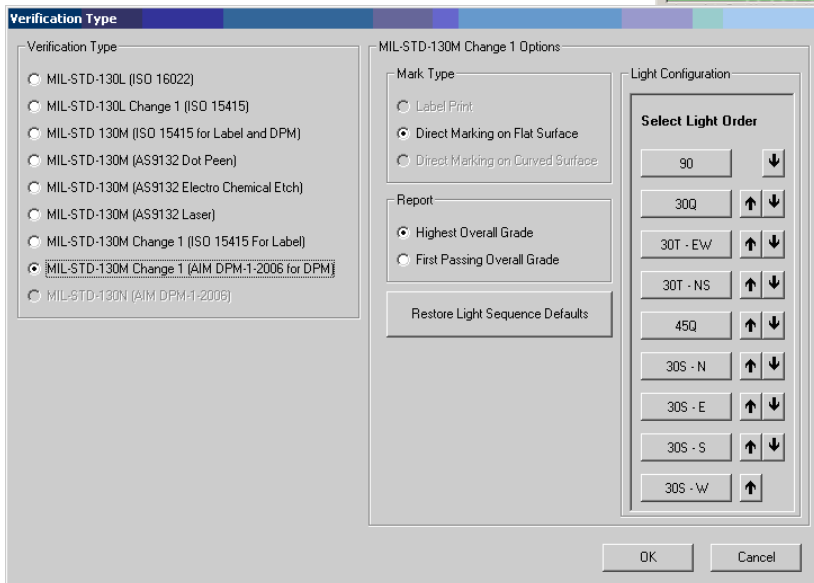 Verification Type
Verification Type
MIL-STD-130L (ISO 16022)
MIL-STD-130L Change 1 (ISO 15415)
MIL-STD 130M (ISO 15415 for Label and DPM)
MIL-STD-130M (AS9132 Dot Peen)
MIL-STD-130M (AS9132 Electro Chemical Etch)
MIL-STD-130M (AS9132 Laser)
MIL-STD-130M Change 1 (ISO 15415 For Label)
MIL-STD-130M Change 1 (AIM DPM-1-2006 for DPM)
MIL-STD-130N (AIM DPM-1-2006)
MIL-STD-130M Change 1 Options
Mark Type
Label Print
Direct Marking on Flat Surface
Direct Marking on Curved Surface
Report
Highest Overall Grade
First Passing Overall Grade
Restore Light Sequence Defaults
Light Configuration
Select Light Order
90
30Q
30T - EW
30T - NS
45Q
30S - N
30S - E
30S - S
30S - W
OK
Cancel